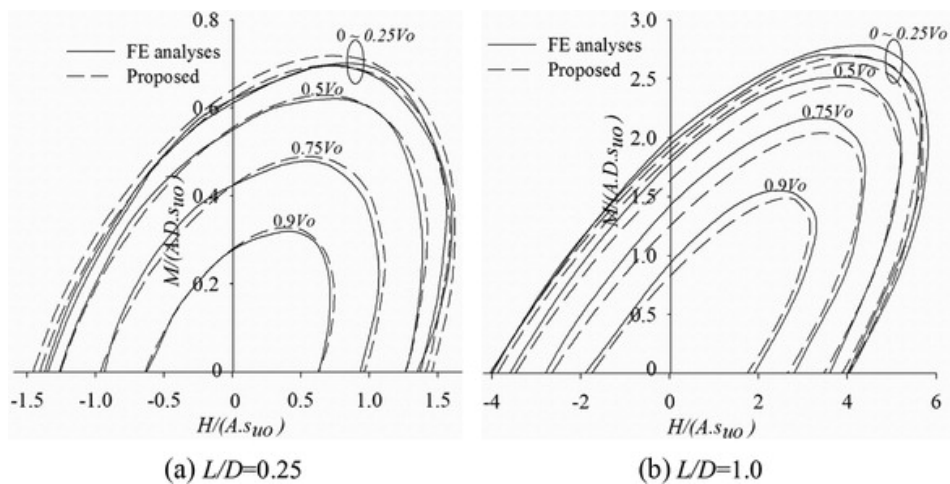 0.8
FE analyses
Proposed
0 ~ 0.25Vo
0.6
0.5Vo
0.75Vo
0.4
0.9Vo
0.2
0
M/(A.D.suo)
-1.5 -1.0 -0.5 0 0.5 1.0 1.5
H/(A.suo)
(a) L/D=0.25
3.0
FE analyses
Proposed
0 ~ 0.25Vo
2.5
0.5Vo
2.0
0.75Vo
1.5
0.9Vo
1.0
0.5
0
M/(A.D.suo)
-4 -2 0 2 4 6
H/(A.suo)
(b) L/D=1.0